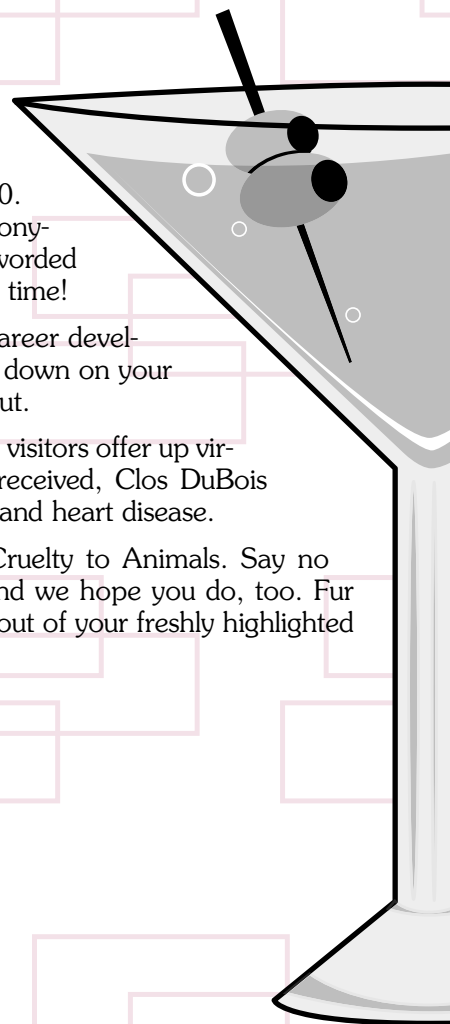 0.
ony-
worded
time!
areer devel-
down on your
ut.
visitors offer up vir-
received, Clos DuBois
and heart disease.
Cruelty to Animals. Say no
nd we hope you do, too. Fur
out of your freshly highlighted